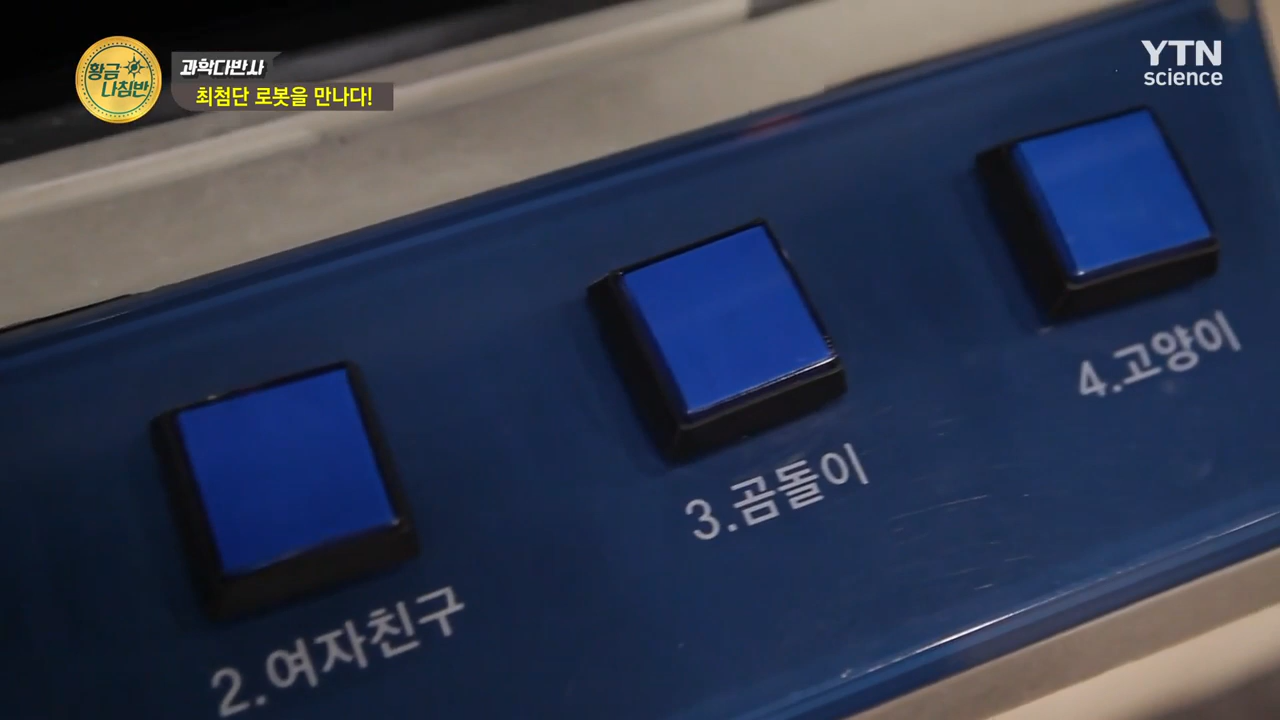 황금
나침반
과학다반사
최첨단 로봇을 만나다!
YTN
science
2.여자친구
3.곰돌이
4.고양이